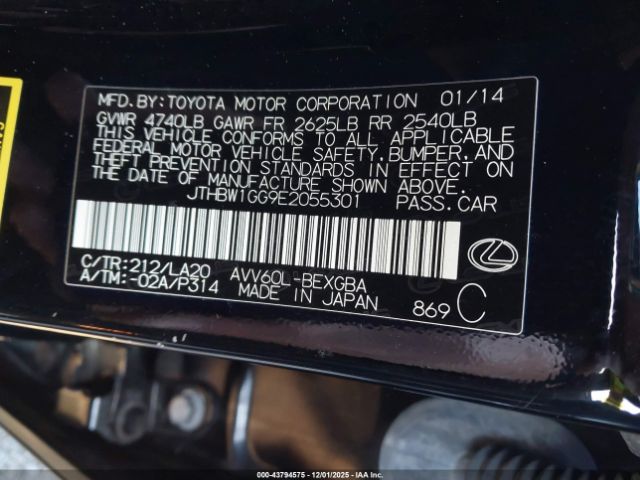 MFD. BY: TOYOTA MOTOR CORPORATION 01/14
GVWR 4740LB GAWR FR 2625LB RR 2540LB
THIS VEHICLE CONFORMS TO ALL APPLICABLE
FEDERAL MOTOR VEHICLE SAFETY, BUMPER, AND
THEFT PREVENTION STANDARDS IN EFFECT ON
THE DATE OF MANUFACTURE SHOWN ABOVE.
JTHBW1GG9E2055301 PASS. CAR
C/TR: 212/LA20 AVV60L-BEXGBA
A/TM: -02A/P314 MADE IN JAPAN 869 C
000-43794575 - 12/01/2025 - IAA Inc.